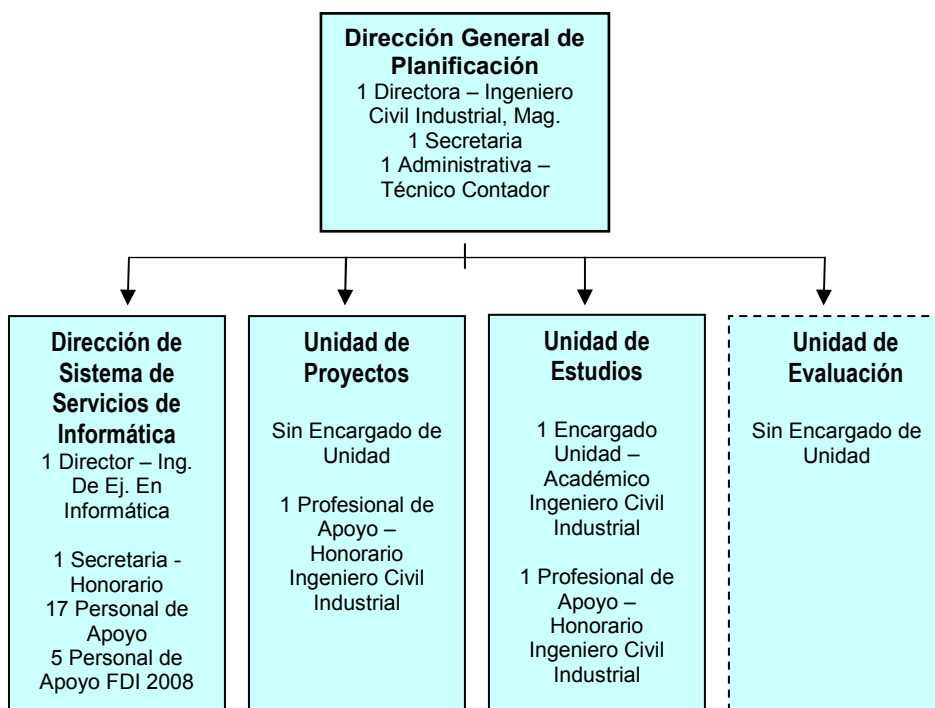 Dirección General de
Planificación
1 Directora – Ingeniero
Civil Industrial, Mag.
1 Secretaria
1 Administrativa –
Técnico Contador
Dirección de
Sistema de
Servicios de
Informática
1 Director – Ing.
De Ej. En
Informática
1 Secretaria -
Honorario
17 Personal de
Apoyo
5 Personal de
Apoyo FDI 2008
Unidad de
Proyectos
Sin Encargado de
Unidad
1 Profesional de
Apoyo –
Honorario
Ingeniero Civil
Industrial
Unidad de
Estudios
1 Encargado
Unidad –
Académico
Ingeniero Civil
Industrial
1 Profesional de
Apoyo –
Honorario
Ingeniero Civil
Industrial
Unidad de
Evaluación
Sin Encargado de
Unidad